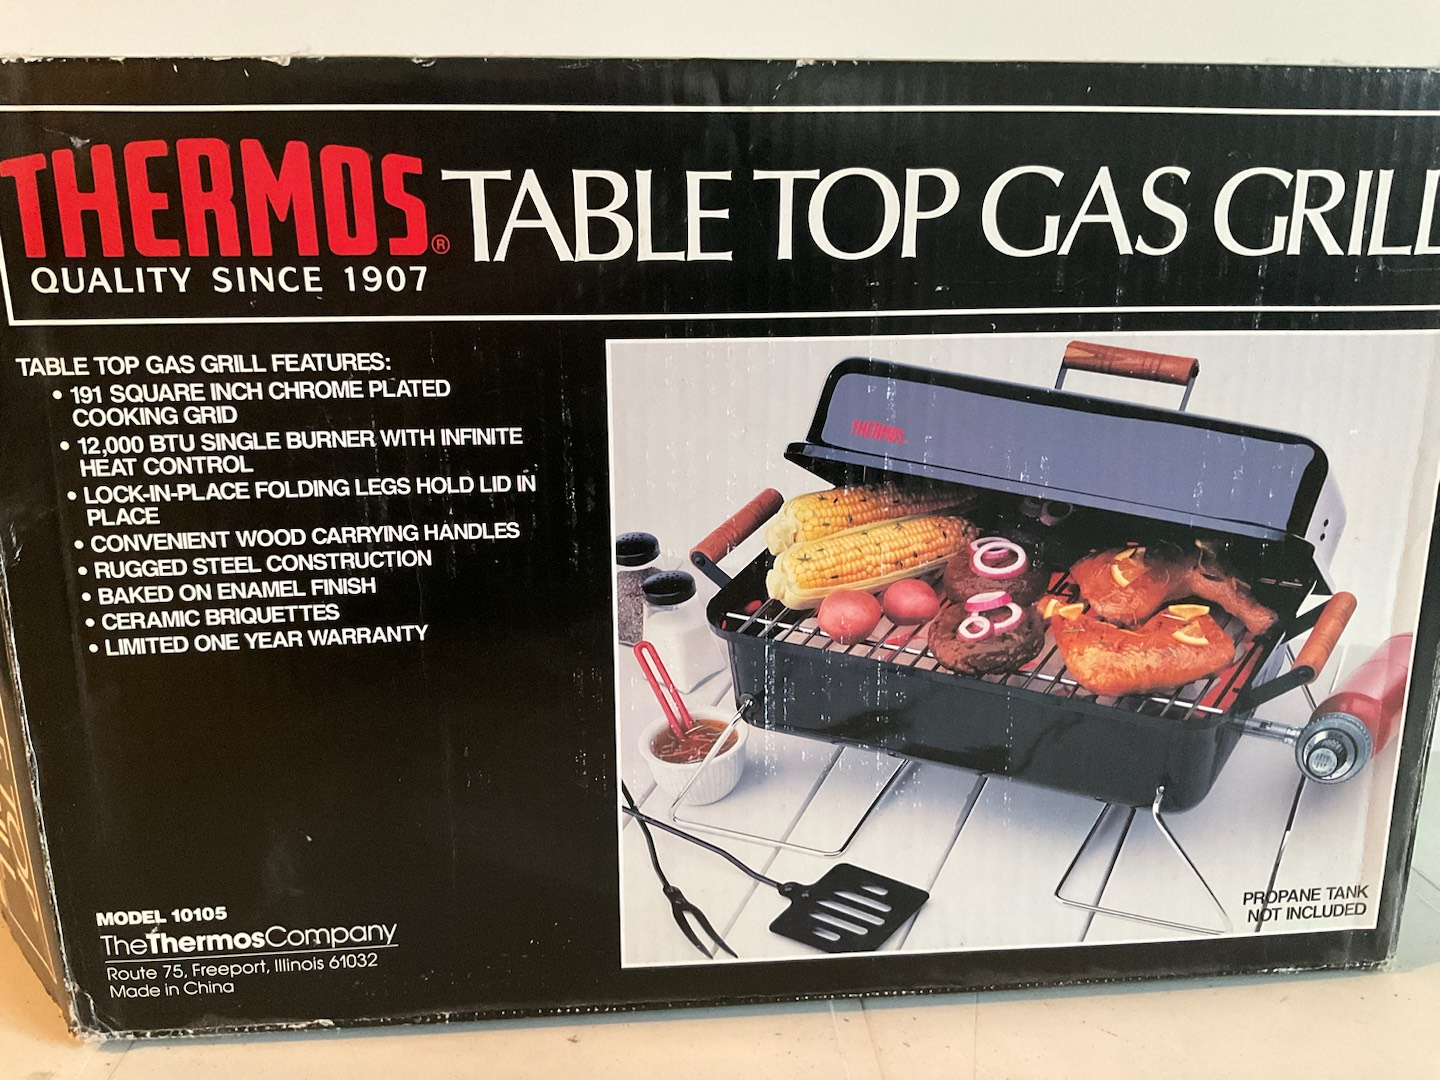 THERMOS® TABLE TOP GAS GRILL
QUALITY SINCE 1907
TABLE TOP GAS GRILL FEATURES:
• 191 SQUARE INCH CHROME PLATED
COOKING GRID
• 12,000 BTU SINGLE BURNER WITH INFINITE
HEAT CONTROL
• LOCK-IN-PLACE FOLDING LEGS HOLD LID IN
PLACE
• CONVENIENT WOOD CARRYING HANDLES
• RUGGED STEEL CONSTRUCTION
• BAKED ON ENAMEL FINISH
• CERAMIC BRIQUETTES
• LIMITED ONE YEAR WARRANTY
THERMOS
PROPANE TANK
NOT INCLUDED
MODEL 10105
TheThermosCompany
Route 75, Freeport, Illinois 61032
Made in China